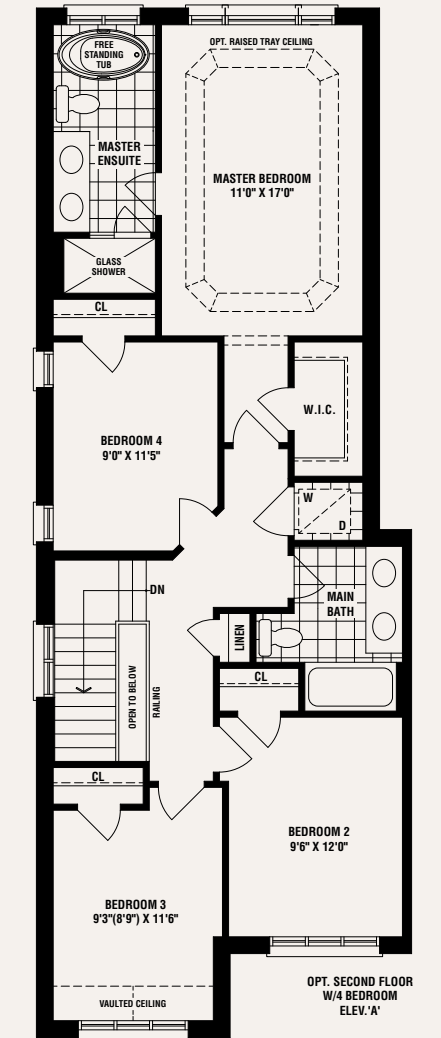 OPT. RAISED TRAY CEILING
FREE
STANDING
TUB
MASTER
ENSUITE
MASTER BEDROOM
11'0" X 17'0"
GLASS
SHOWER
CL
W.I.C.
BEDROOM 4
9'0" X 11'5"
W
D
DN
MAIN
BATH
LINEN
OPEN TO BELOW
RAILING
CL
CL
BEDROOM 2
9'6" X 12'0"
BEDROOM 3
9'3"(8'9") X 11'6"
VAULTED CEILING
OPT. SECOND FLOOR
W/4 BEDROOM
ELEV.'A'